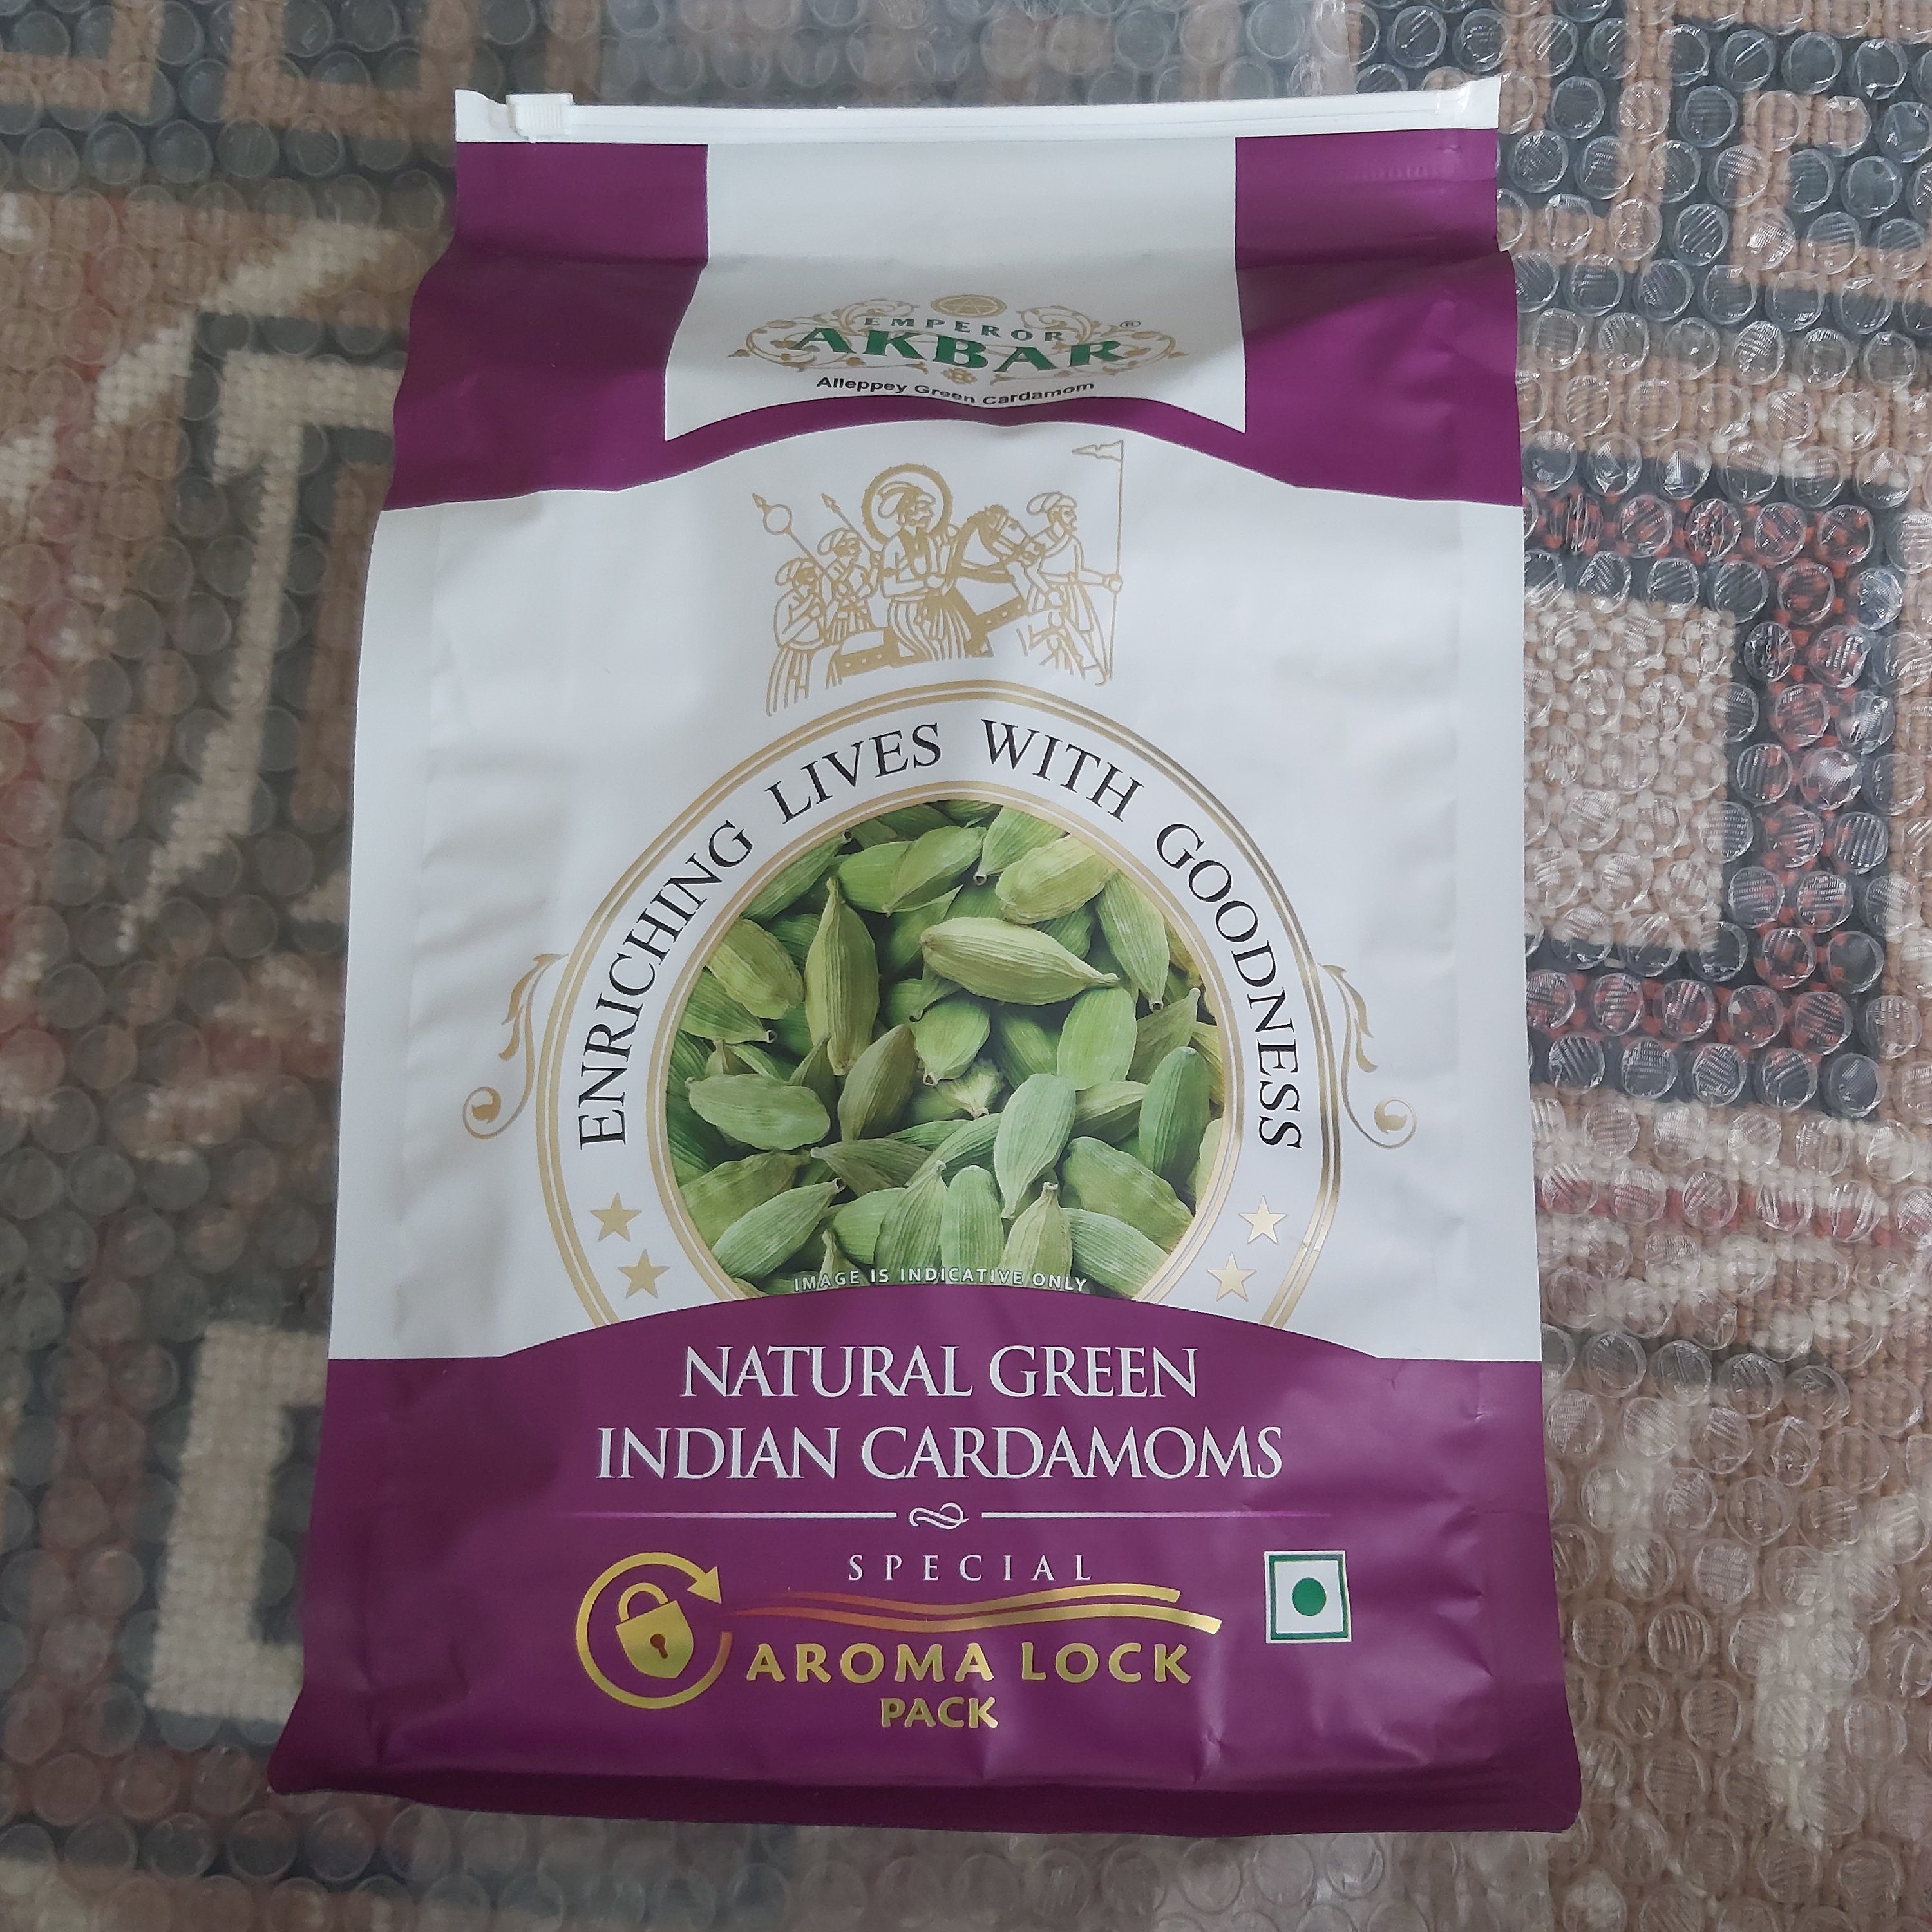 EMPEROR
AKBAR®
Alleppey Green Cardamom
ENRICHING LIVES WITH GOODNESS
IMAGE IS INDICATIVE ONLY
NATURAL GREEN
INDIAN CARDAMOMS
SPECIAL
AROMA LOCK
PACK